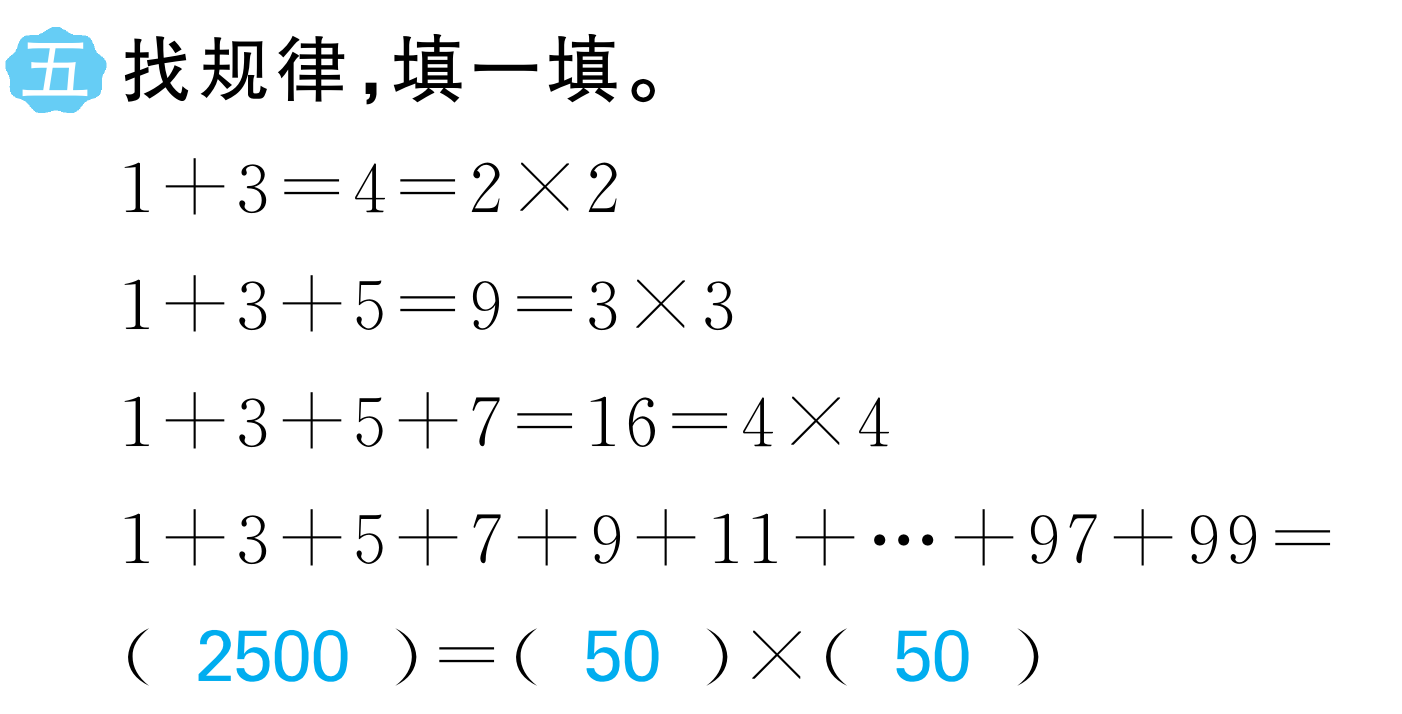 五 找规律,填一填。
1+3=4=2×2
1+3+5=9=3×3
1+3+5+7=16=4×4
1+3+5+7+9+11+…+97+99=
( 2500 )=( 50 )×( 50 )